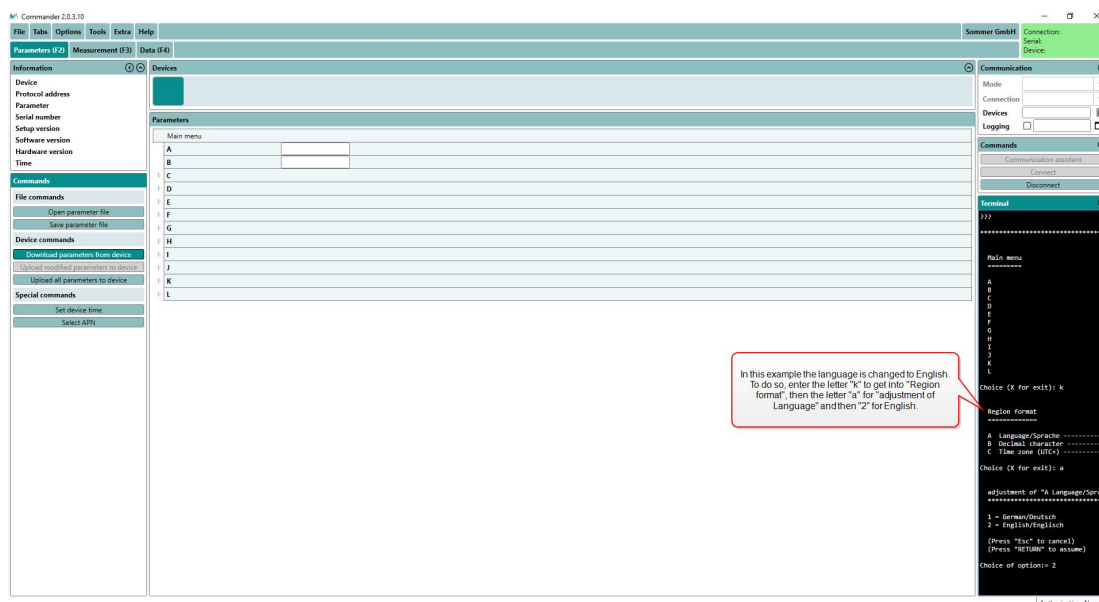 Commander 2.0.3.10
File Tabs Options Tools Extra Help
Sommer GmbH
Connection:
Serial:
Device:
Parameters (F2) Measurement (F3) Data (F4)
Information
Device
Protocol address
Parameter
Serial number
Setup version
Software version
Hardware version
Time
Commands
File commands
Open parameter file
Save parameter file
Device commands
Download parameters from device
Upload modified parameters to device
Upload all parameters to device
Special commands
Set device time
Select APN
Devices
Parameters
Main menu
A
B
C
D
E
F
G
H
I
J
K
L
In this example the language is changed to English.
To do so, enter the letter "k" to get into "Region
format", then the letter "a" for "adjustment of
Language" and then "2" for English.
Communication
Mode
Connection
Devices
Logging
Commands
Communication assistant
Connect
Disconnect
Terminal
???
**********************************
Main menu
---------
A
B
C
D
E
F
G
H
I
J
K
L
Choice (X for exit): k
Region format
=============
A Language/Sprache ----------
B Decimal character ---------
C Time zone (UTC+) ----------
Choice (X for exit): a
adjustment of "A Language/Spra
******************************
1 = German/Deutsch
2 = English/Englisch
(Press "Esc" to cancel)
(Press "RETURN" to assume)
Choice of option:= 2